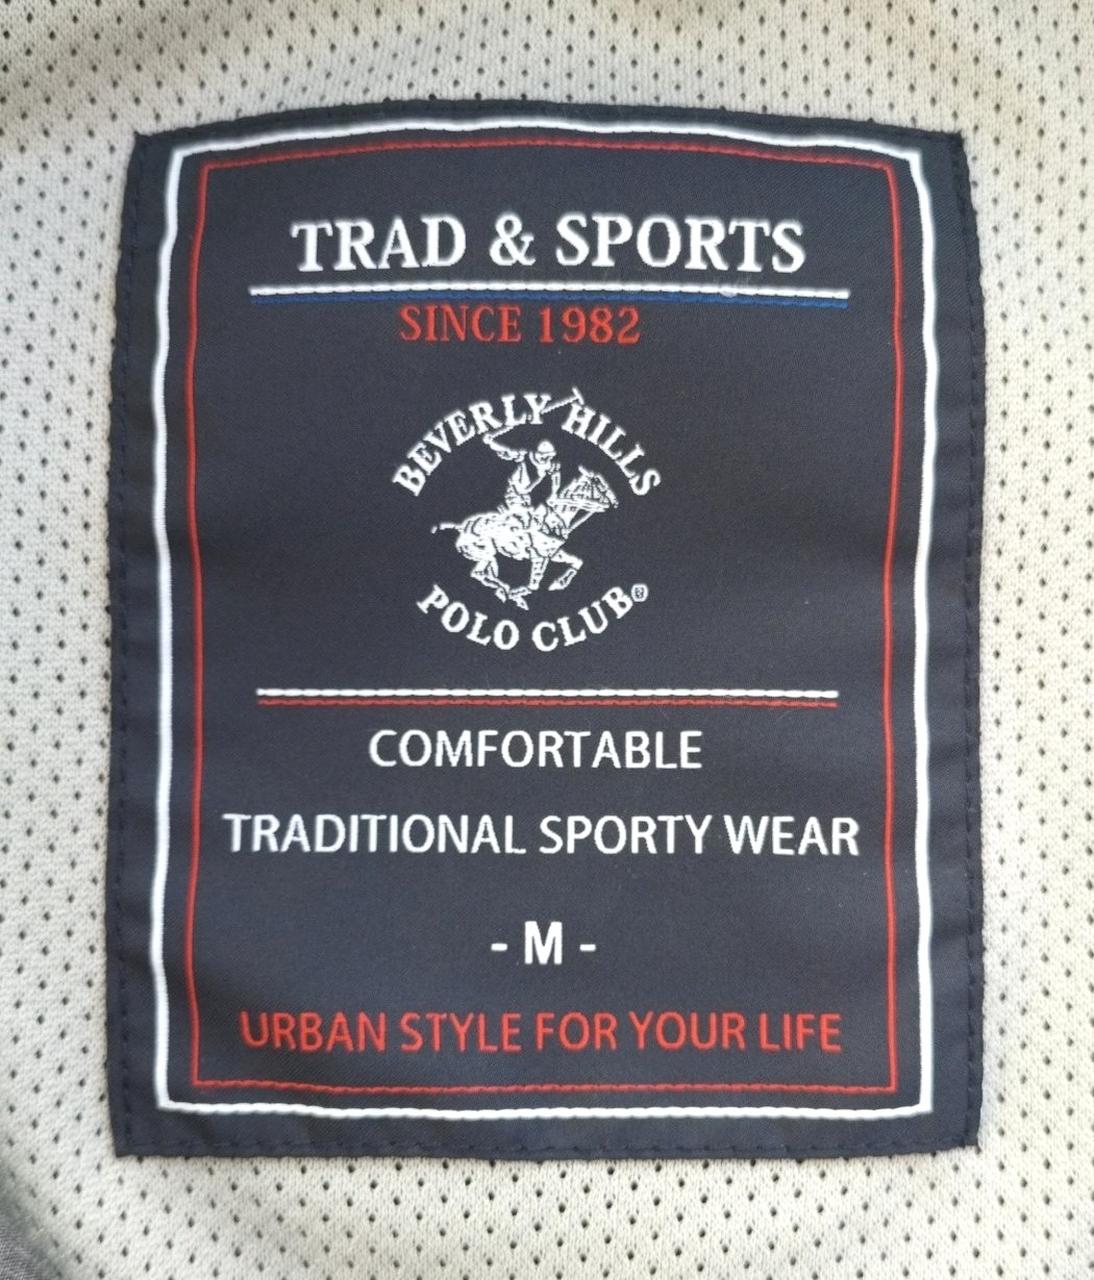 TRAD & SPORTS
SINCE 1982
BEVERLY HILLS
POLO CLUB®
COMFORTABLE
TRADITIONAL SPORTY WEAR
- M -
URBAN STYLE FOR YOUR LIFE